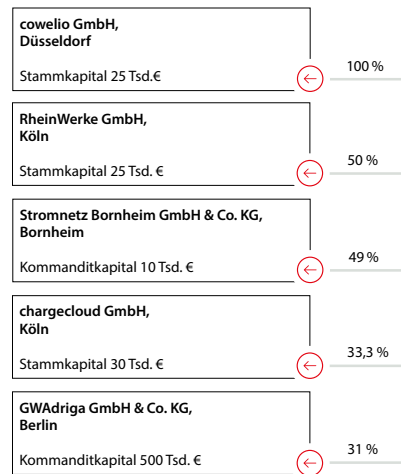 cowelio GmbH,
Düsseldorf
Stammkapital 25 Tsd.€
100 %
RheinWerke GmbH,
Köln
Stammkapital 25 Tsd. €
50 %
Stromnetz Bornheim GmbH & Co. KG,
Bornheim
Kommanditkapital 10 Tsd. €
49 %
chargecloud GmbH,
Köln
Stammkapital 30 Tsd. €
33,3 %
GWAdriga GmbH & Co. KG,
Berlin
Kommanditkapital 500 Tsd. €
31 %